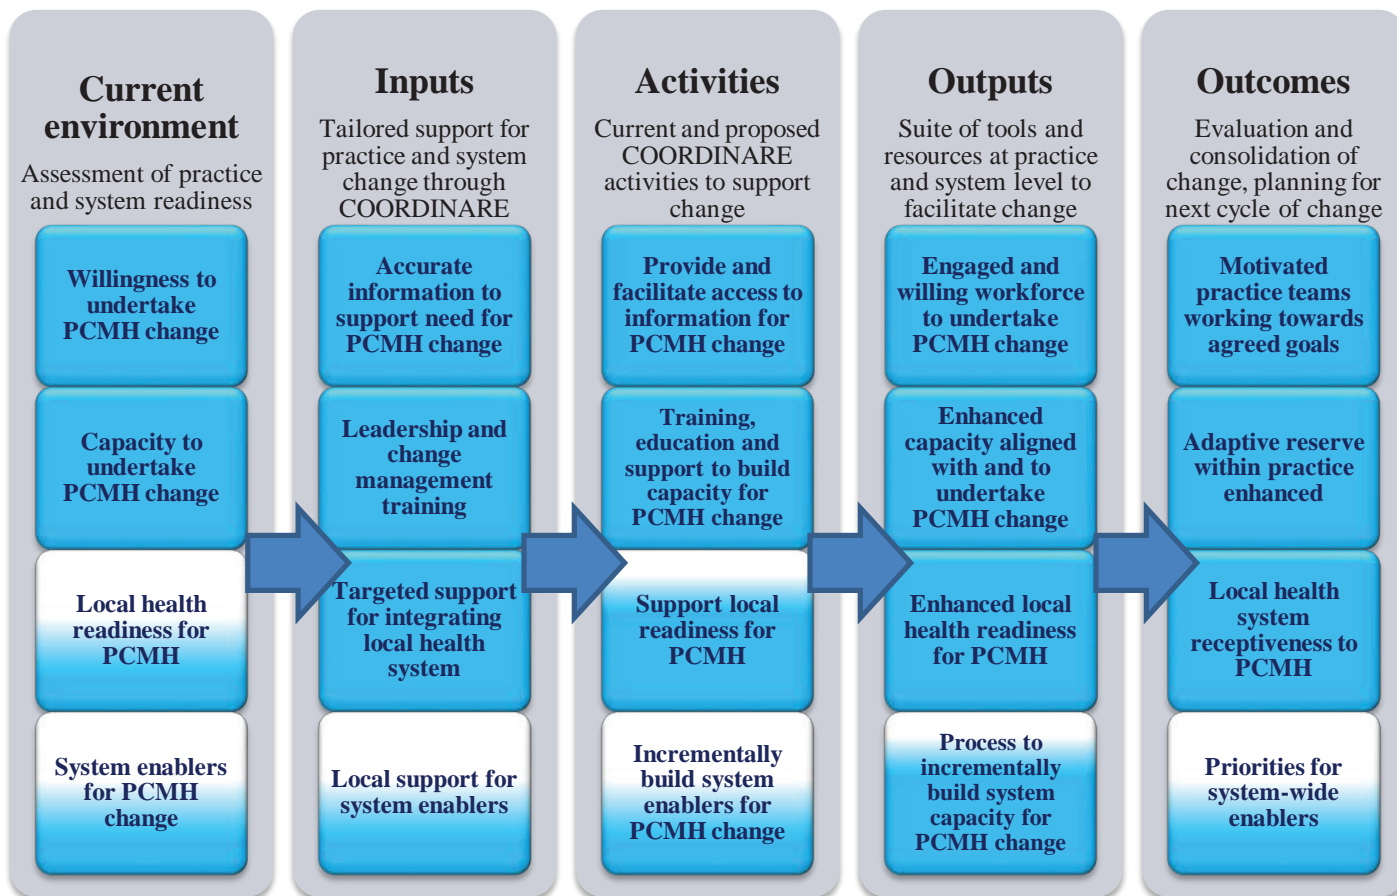 Current
environment
Assessment of practice
and system readiness
Willingness to
undertake
PCMH change
Capacity to
undertake
PCMH change
Local health
readiness for
PCMH
System enablers
for PCMH
change
Inputs
Tailored support for
practice and system
change through
COORDINARE
Accurate
information to
support need for
PCMH change
Leadership and
change
management
training
Targeted support
for integrating
local health
system
Local support for
system enablers
Activities
Current and proposed
COORDINARE
activities to support
change
Provide and
facilitate access to
information for
PCMH change
Training,
education and
support to build
capacity for
PCMH change
Support local
readiness for
PCMH
Incrementally
build system
enablers for
PCMH change
Outputs
Suite of tools and
resources at practice
and system level to
facilitate change
Engaged and
willing workforce
to undertake
PCMH change
Enhanced
capacity aligned
with and to
undertake
PCMH change
Enhanced local
health readiness
for PCMH
Process to
incrementally
build system
capacity for
PCMH change
Outcomes
Evaluation and
consolidation of
change, planning for
next cycle of change
Motivated
practice teams
working towards
agreed goals
Adaptive reserve
within practice
enhanced
Local health
system
receptiveness to
PCMH
Priorities for
system-wide
enablers